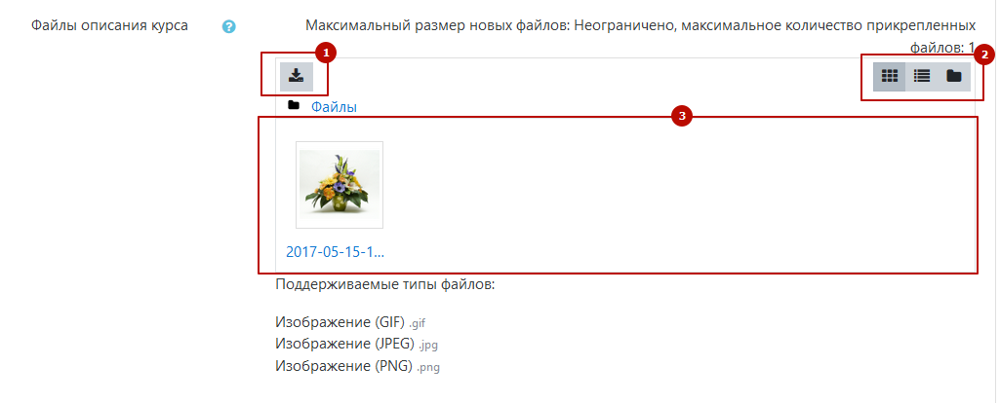 Файлы описания курса
?
Максимальный размер новых файлов: Неограничено, максимальное количество прикрепленных
файлов: 1
1
2
Файлы
3
2017-05-15-1...
Поддерживаемые типы файлов:
Изображение (GIF) .gif
Изображение (JPEG) .jpg
Изображение (PNG) .png